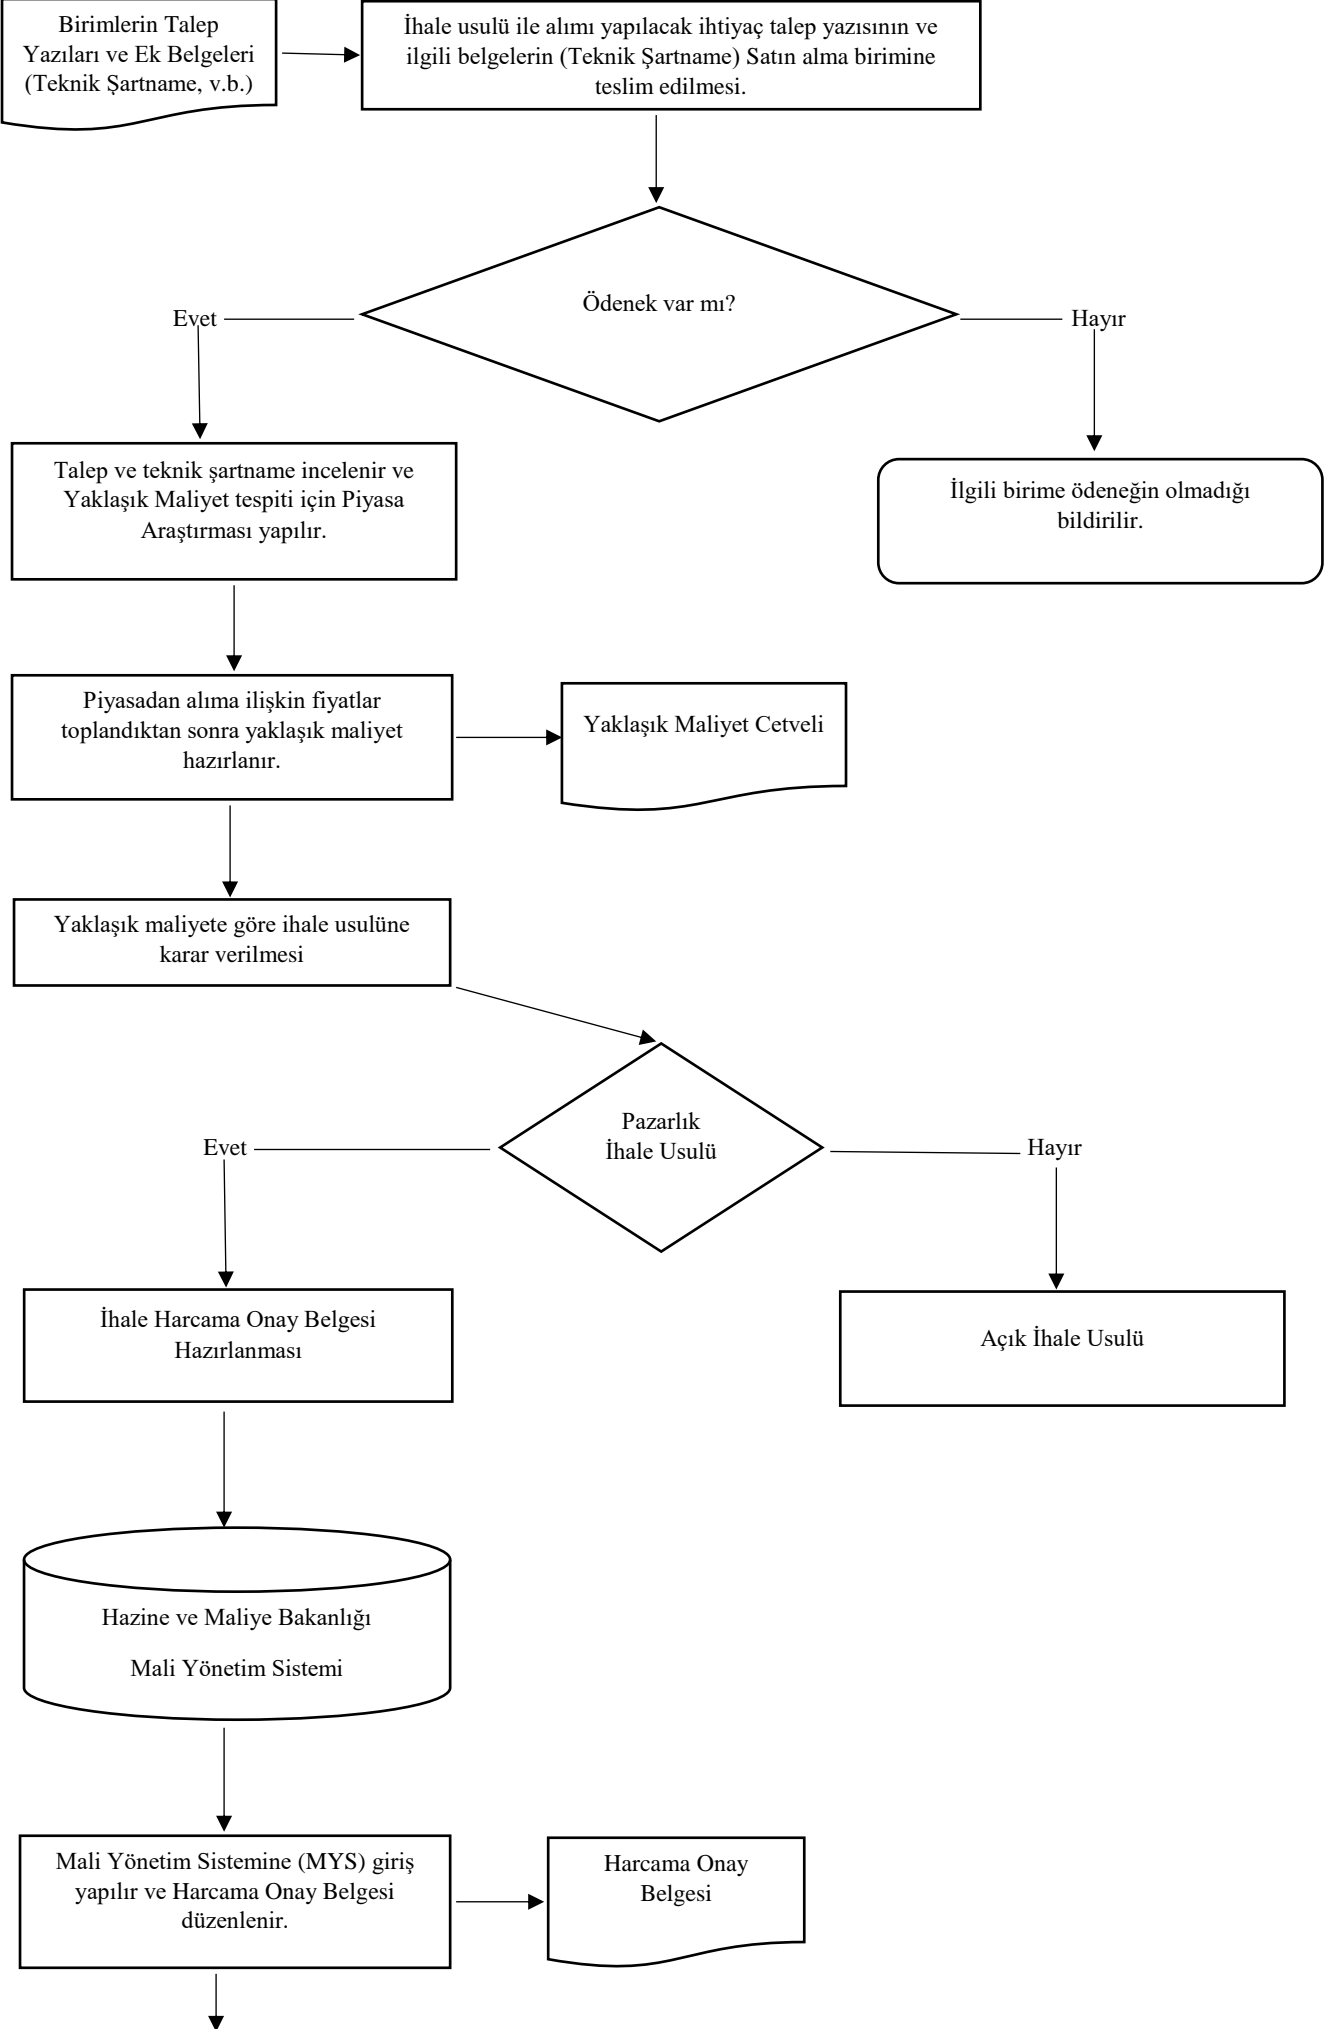 Birimlerin Talep
Yazıları ve Ek Belgeleri
(Teknik Şartname, v.b.)
İhale usulü ile alımı yapılacak ihtiyaç talep yazısının ve
ilgili belgelerin (Teknik Şartname) Satın alma birimine
teslim edilmesi.
Ödenek var mı?
Evet
Hayır
Talep ve teknik şartname incelenir ve
Yaklaşık Maliyet tespiti için Piyasa
Araştırması yapılır.
İlgili birime ödeneğin olmadığı
bildirilir.
Piyasadan alıma ilişkin fiyatlar
toplandıktan sonra yaklaşık maliyet
hazırlanır.
Yaklaşık Maliyet Cetveli
Yaklaşık maliyete göre ihale usulüne
karar verilmesi
Pazarlık
İhale Usulü
Evet
Hayır
İhale Harcama Onay Belgesi
Hazırlanması
Açık İhale Usulü
Hazine ve Maliye Bakanlığı
Mali Yönetim Sistemi
Mali Yönetim Sistemine (MYS) giriş
yapılır ve Harcama Onay Belgesi
düzenlenir.
Harcama Onay
Belgesi